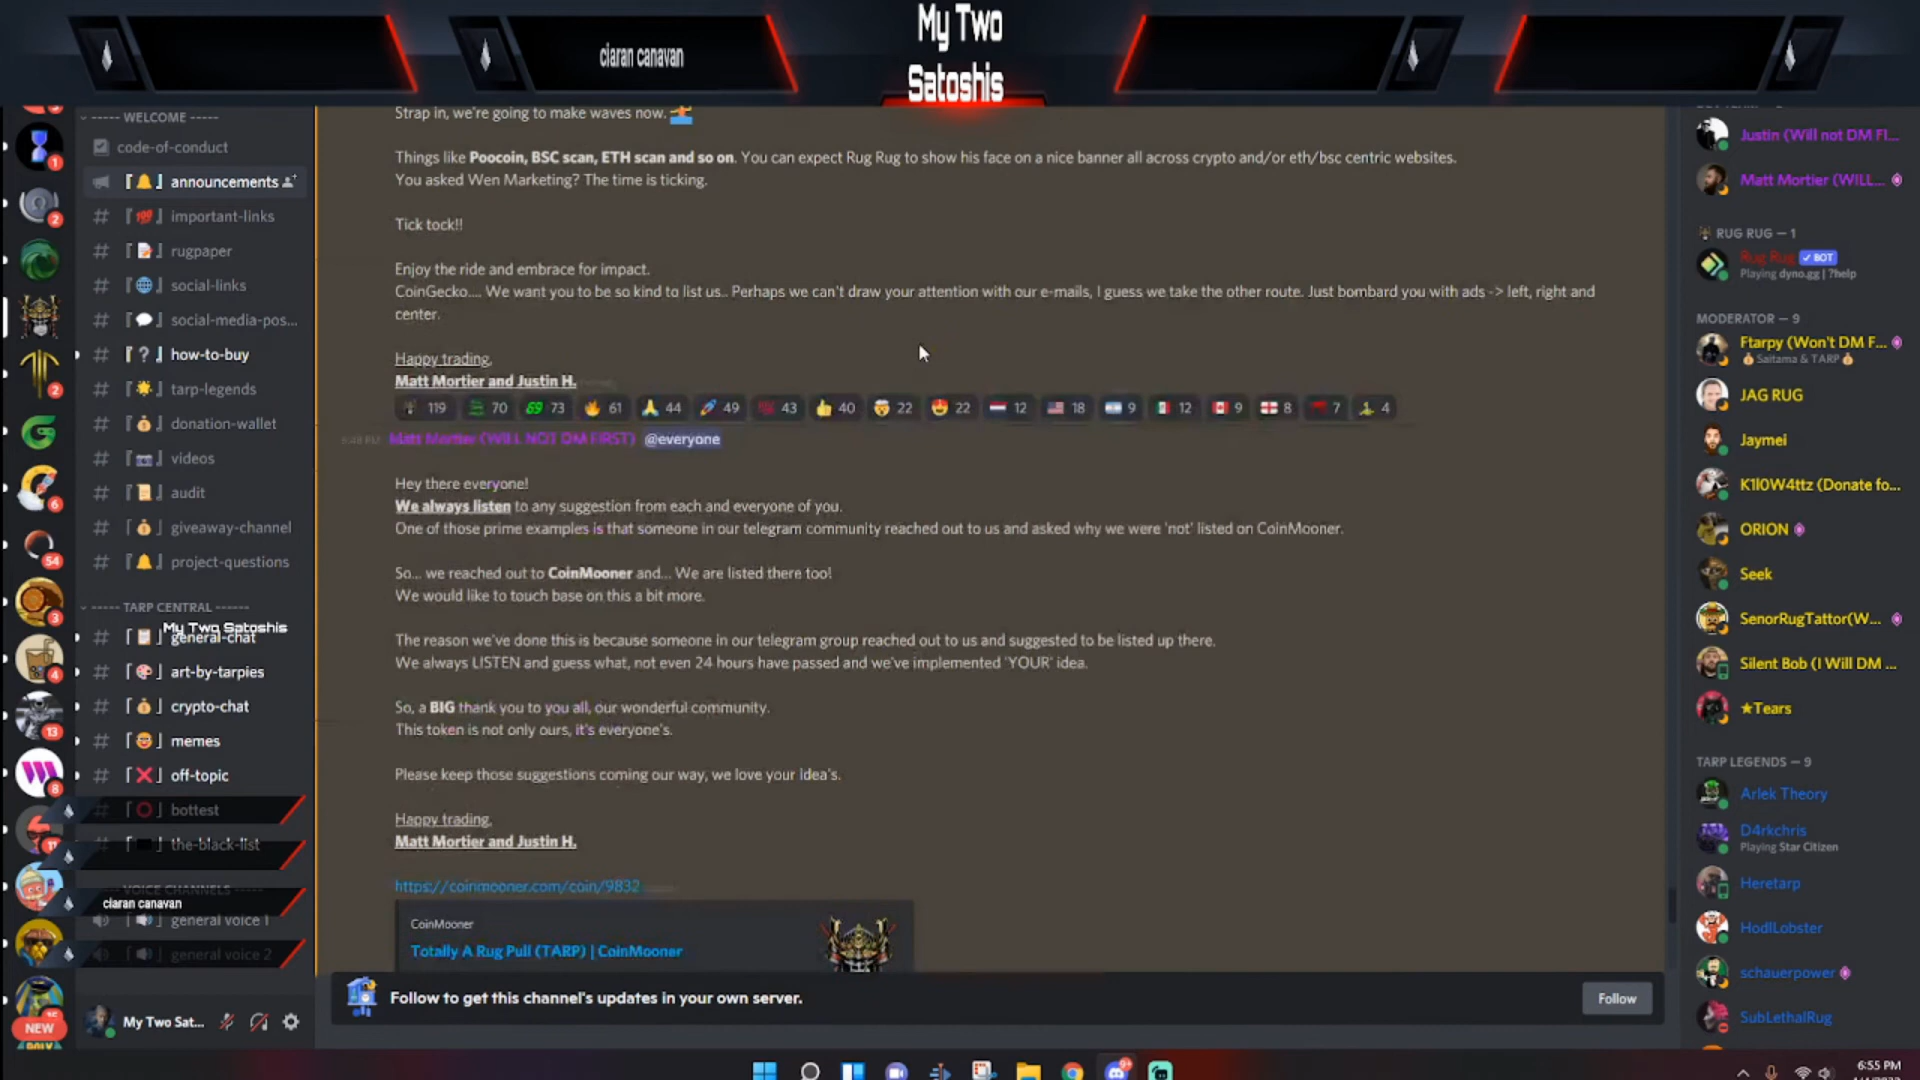 My Two
Satoshis
ciaran canavan
----- WELCOME -----
code-of-conduct
announcements
important-links
rugpaper
social-links
social-media-pos...
how-to-buy
tarp-legends
donation-wallet
videos
audit
giveaway-channel
project-questions
----- TARP CENTRAL ------
My Two Satoshis
general-chat
art-by-tarpies
crypto-chat
memes
off-topic
bottest
the-black-list
VOICE CHANNELS
ciaran canavan
general voice 1
general voice 2
My Two Sat...
NEW
Strap in, we're going to make waves now.
Things like Poocoin, BSC scan, ETH scan and so on. You can expect Rug Rug to show his face on a nice banner all across crypto and/or eth/bsc centric websites.
You asked Wen Marketing? The time is ticking.
Tick tock!!
Enjoy the ride and embrace for impact.
CoinGecko.... We want you to be so kind to list us.. Perhaps we can't draw your attention with our e-mails, I guess we take the other route. Just bombard you with ads -> left, right and
center.
Happy trading,
Matt Mortier and Justin H.
119 70 73 61 44 49 43 40 22 22 12 18 9 12 9 8 7 4
Matt Mortier (WILL NOT DM FIRST) @everyone
Hey there everyone!
We always listen to any suggestion from each and everyone of you.
One of those prime examples is that someone in our telegram community reached out to us and asked why we were 'not' listed on CoinMooner.
So... we reached out to CoinMooner and... We are listed there too!
We would like to touch base on this a bit more.
The reason we've done this is because someone in our telegram group reached out to us and suggested to be listed up there.
We always LISTEN and guess what, not even 24 hours have passed and we've implemented 'YOUR' idea.
So, a BIG thank you to you all, our wonderful community.
This token is not only ours, it's everyone's.
Please keep those suggestions coming our way, we love your idea's.
Happy trading,
Matt Mortier and Justin H.
https://coinmooner.com/coin/9832
CoinMooner
Totally A Rug Pull (TARP) | CoinMooner
Follow to get this channel's updates in your own server.
Follow
Justin (Will not DM FI...
Matt Mortier (WILL...
RUG RUG — 1
Rug Rug BOT
Playing dyno.gg | ?help
MODERATOR — 9
Ftarpy (Won't DM F...
Saitama & TARP
JAG RUG
Jaymei
K1l0W4ttz (Donate fo...
ORION
Seek
SenorRugTattor(W...
Silent Bob (I Will DM ...
★Tears
TARP LEGENDS — 9
Arlek Theory
D4rkchris
Playing Star Citizen
Heretarp
HodlLobster
schauerpower
SubLethalRug
6:55 PM